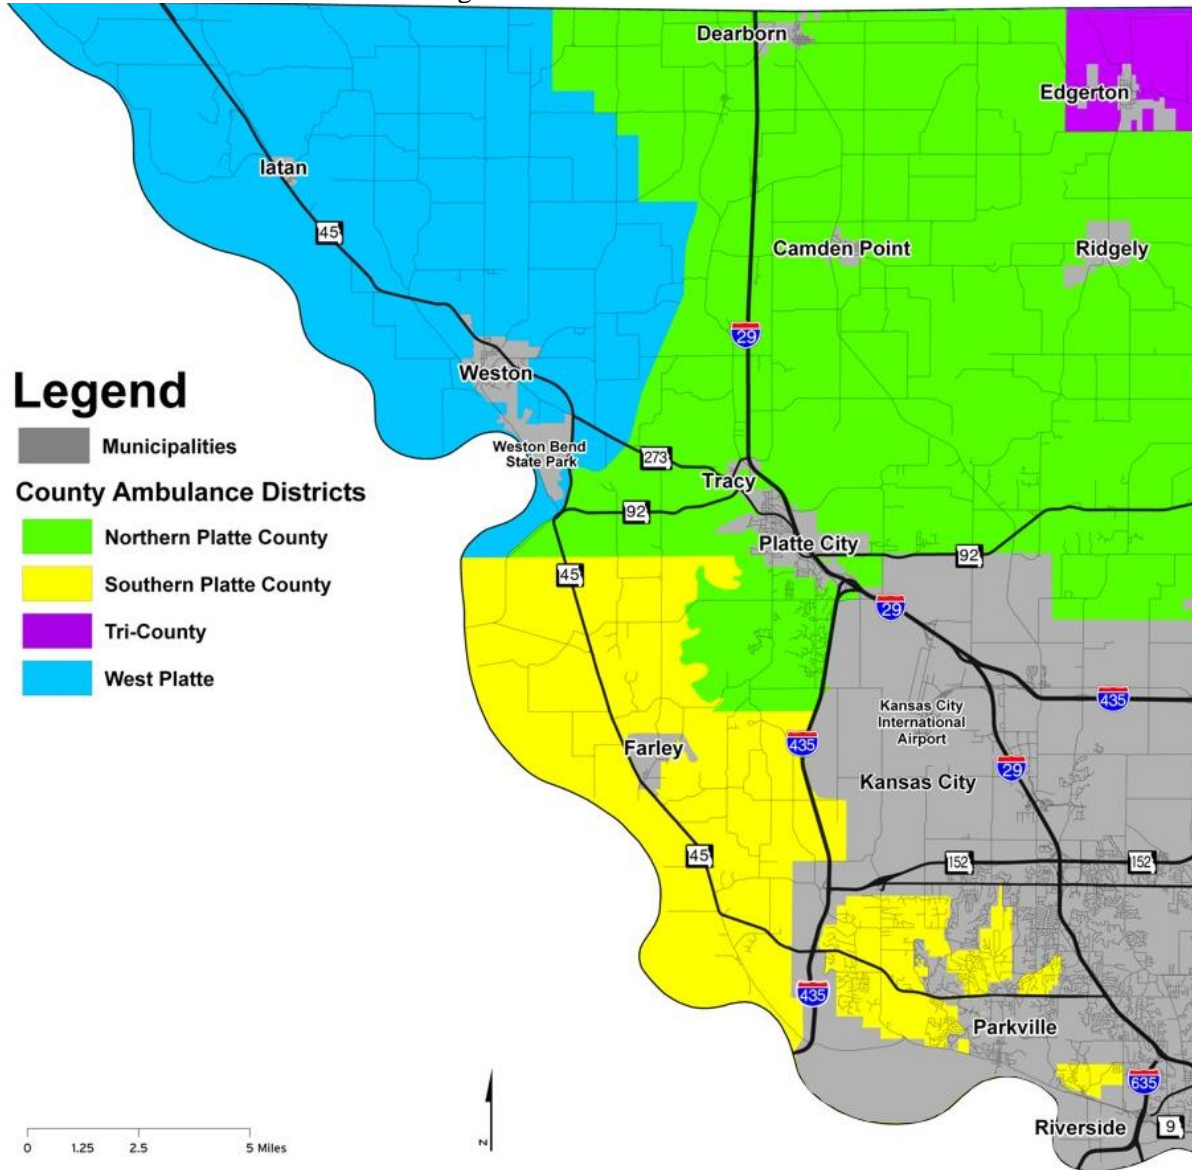 Dearborn
Edgerton
Iatan
45
Camden Point
Ridgely
29
Weston
Legend
Municipalities
Weston Bend
State Park
273
Tracy
County Ambulance Districts
92
Northern Platte County
Platte City
92
45
Southern Platte County
29
Tri-County
West Platte
435
Kansas City
International
Airport
Farley
435
29
Kansas City
45
152
152
435
Parkville
635
Riverside
9
N
0 1.25 2.5 5 Miles